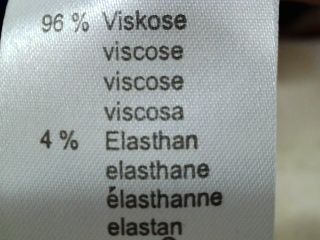 96 % Viskose
viscose
viscose
viscosa
4 % Elasthan
elasthane
élasthanne
elastan